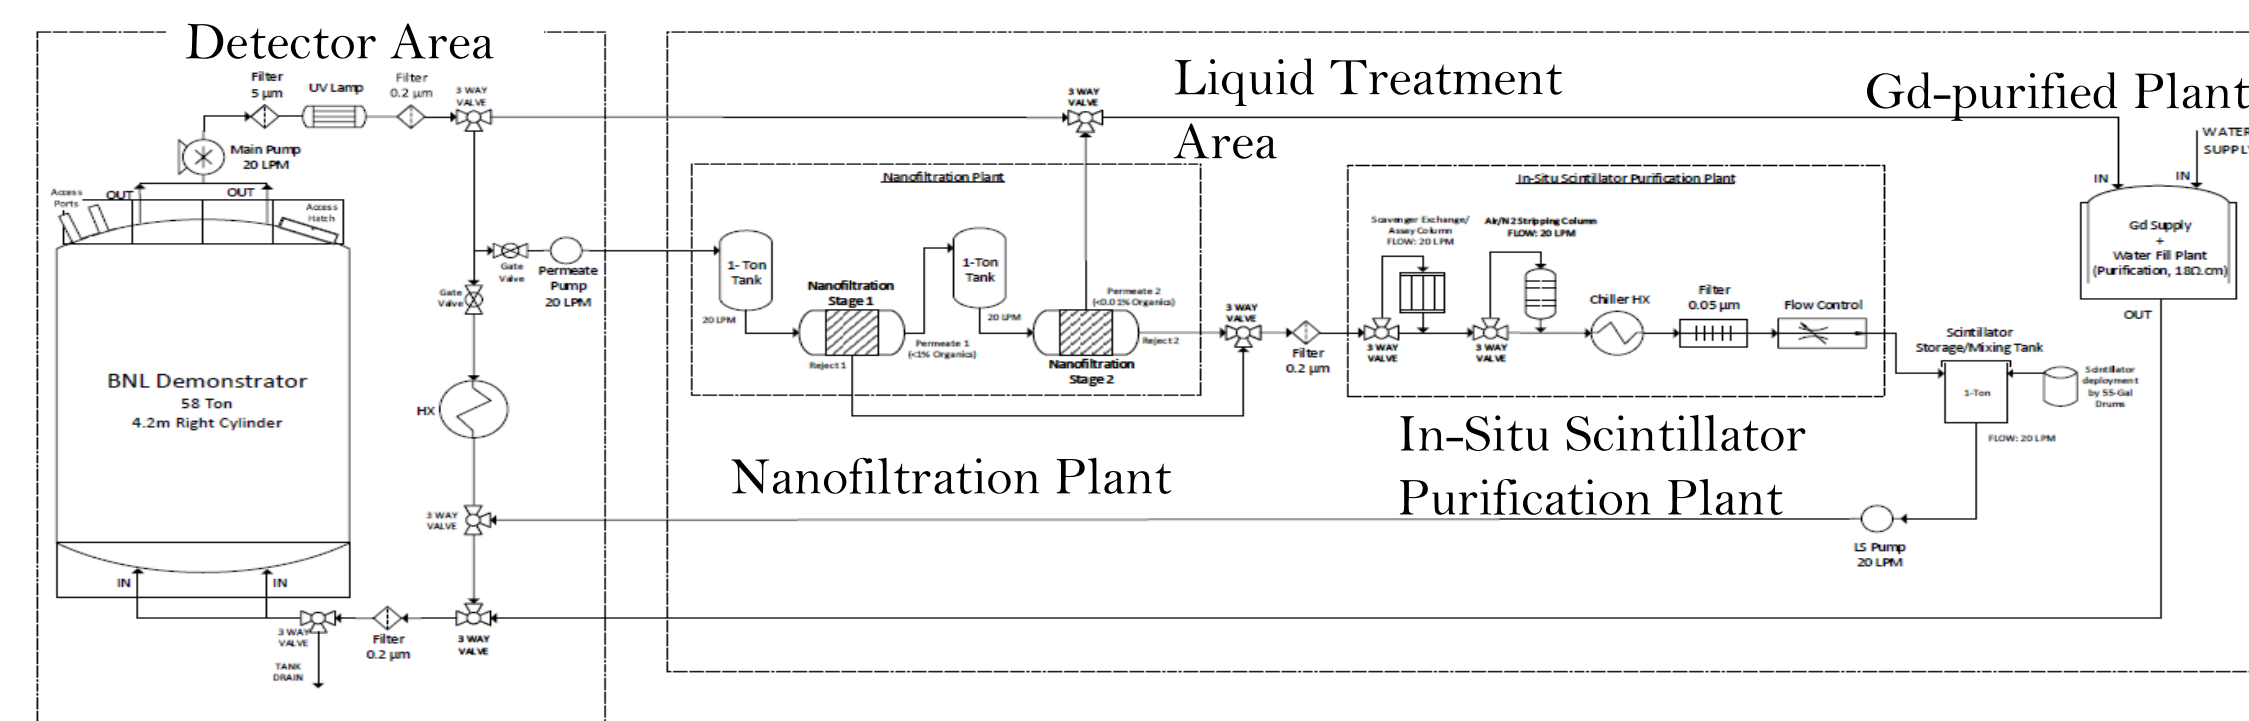 Detector Area
Liquid Treatment
Area
Gd-purified Plant
Filter
5 µm
UV Lamp
Filter
0.2 µm
3 WAY
VALVE
3 WAY
VALVE
Main Pump
20 LPM
Access
Ports
OUT
OUT
Access
Hatch
Gate
Valve
Permeate
Pump
20 LPM
Gate
Valve
HX
BNL Demonstrator
58 Ton
4.2m Right Cylinder
3 WAY
VALVE
IN
IN
3 WAY
VALVE
Filter
0.2 µm
3 WAY
VALVE
TANK
DRAIN
Nanofiltration Plant
1- Ton
Tank
20 LPM
Nanofiltration
Stage 1
Reject 1
Permeate 1
(<1% Organics)
1-Ton
Tank
20 LPM
Permeate 2
(<0.01% Organics)
Reject 2
Nanofiltration
Stage 2
Nanofiltration Plant
3 WAY
VALVE
Filter
0.2 µm
In-Situ Scintillator Purification Plant
Scavenger Exchange/
Assay Column
FLOW: 20 LPM
Air/N2 Stripping Column
FLOW: 20 LPM
3 WAY
VALVE
3 WAY
VALVE
Chiller HX
Filter
0.05 µm
Flow Control
In-Situ Scintillator
Purification Plant
Scintillator
Storage/Mixing Tank
1-Ton
Scintillator
deployment
by 55-Gal
Drums
FLOW: 20 LPM
LS Pump
20 LPM
WATER
IN
IN
Gd Supply
+
Water Fill Plant
(Purification, 18Ω.cm)
OUT